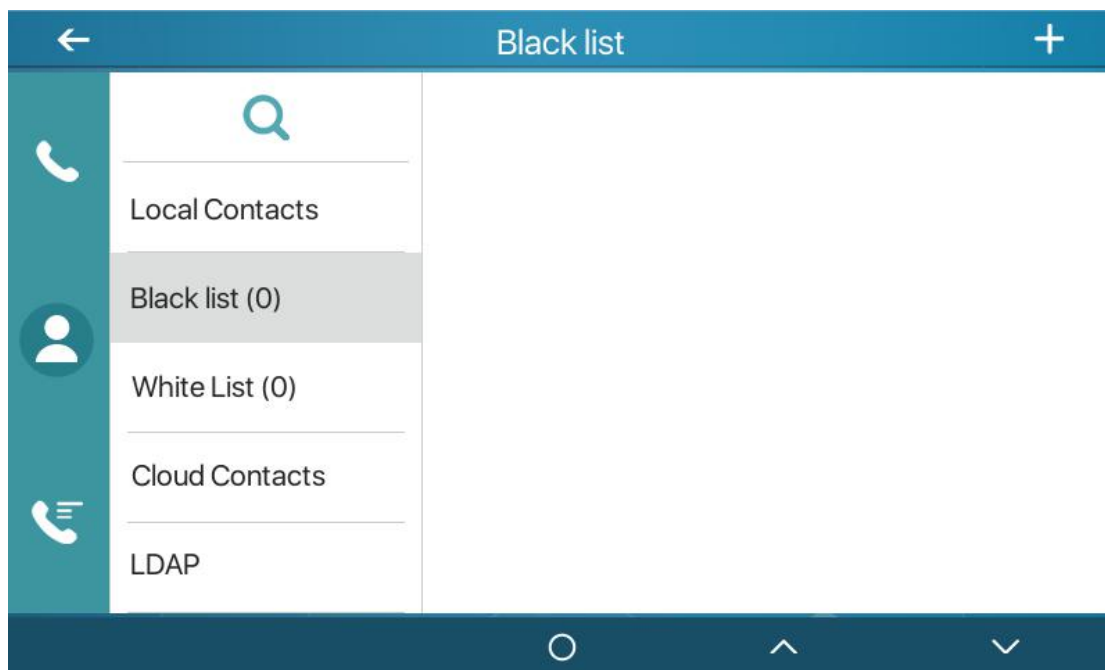 Black list
Local Contacts
Black list (0)
White List (0)
Cloud Contacts
LDAP